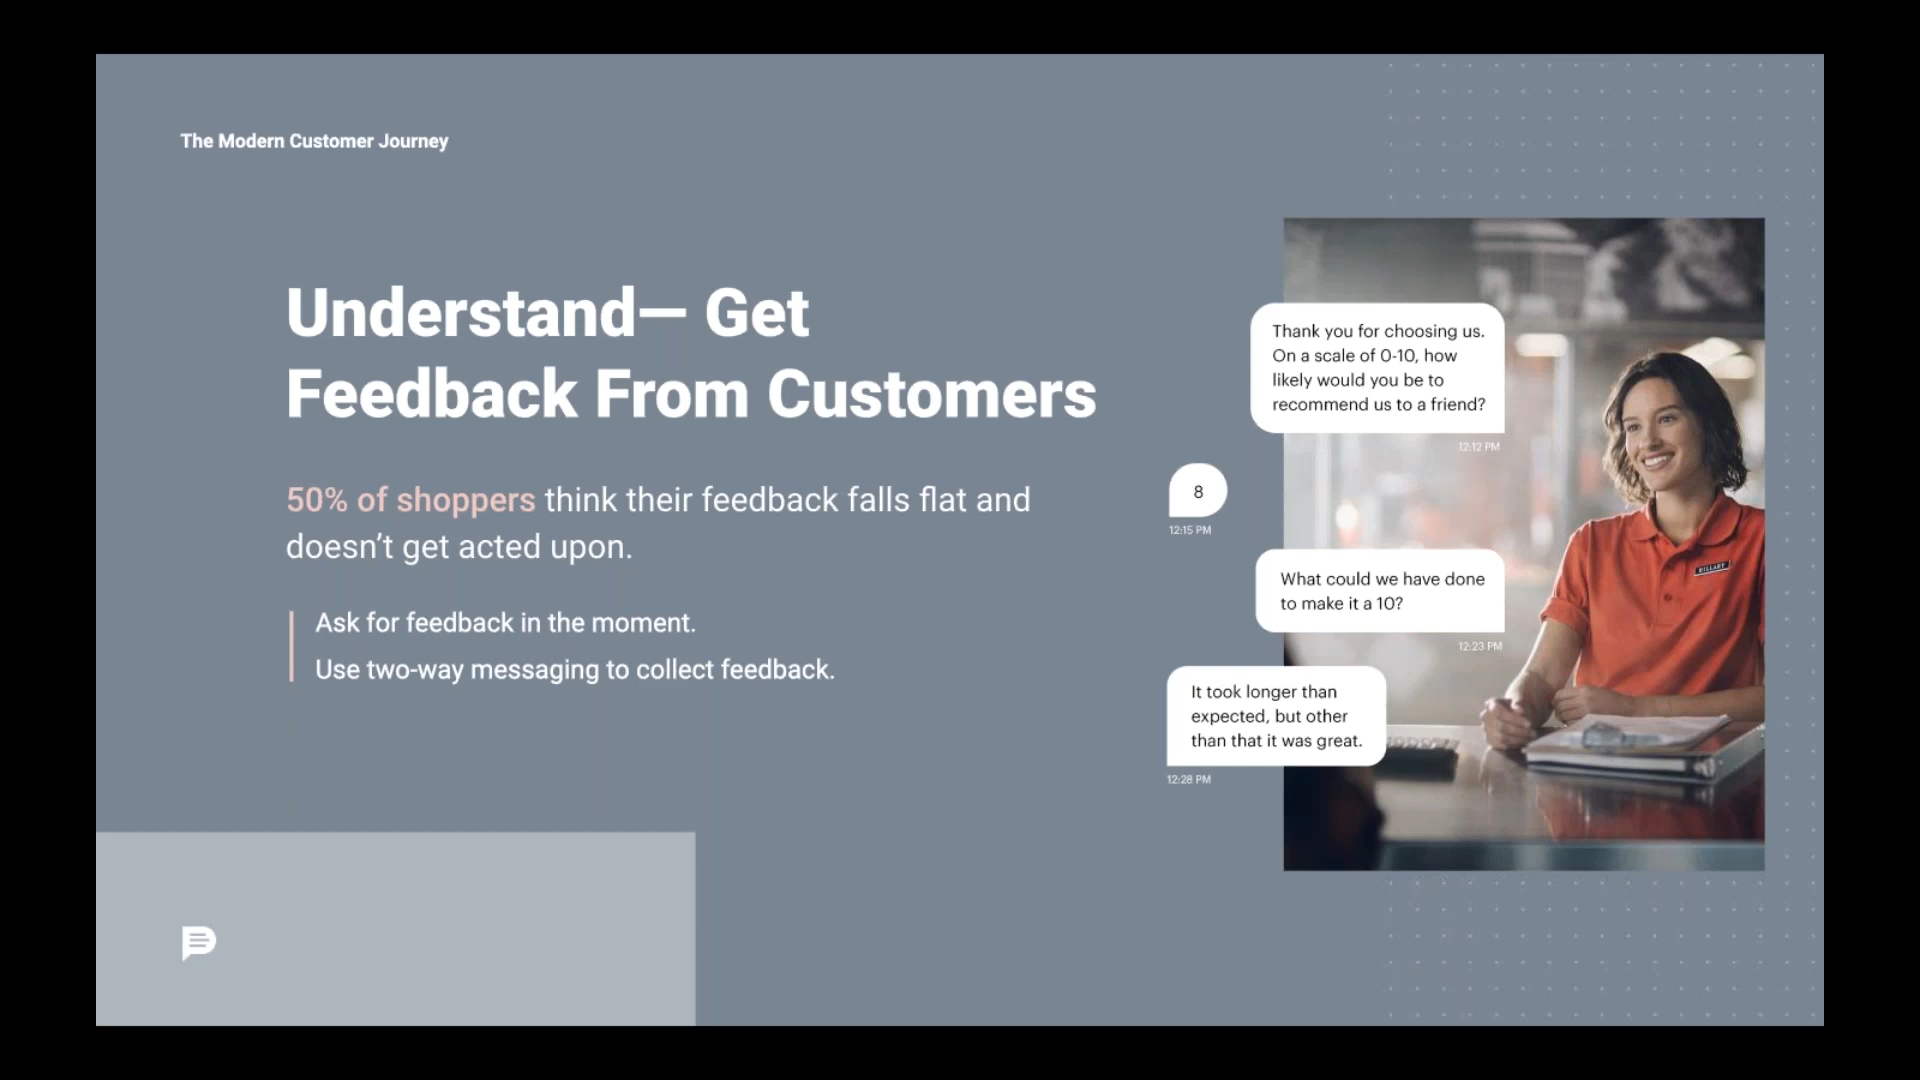 The Modern Customer Journey
Understand— Get
Feedback From Customers
50% of shoppers think their feedback falls flat and
doesn’t get acted upon.
Ask for feedback in the moment.
Use two-way messaging to collect feedback.
Thank you for choosing us.
On a scale of 0-10, how
likely would you be to
recommend us to a friend?
12:12 PM
8
12:15 PM
What could we have done
to make it a 10?
12:23 PM
It took longer than
expected, but other
than that it was great.
12:28 PM